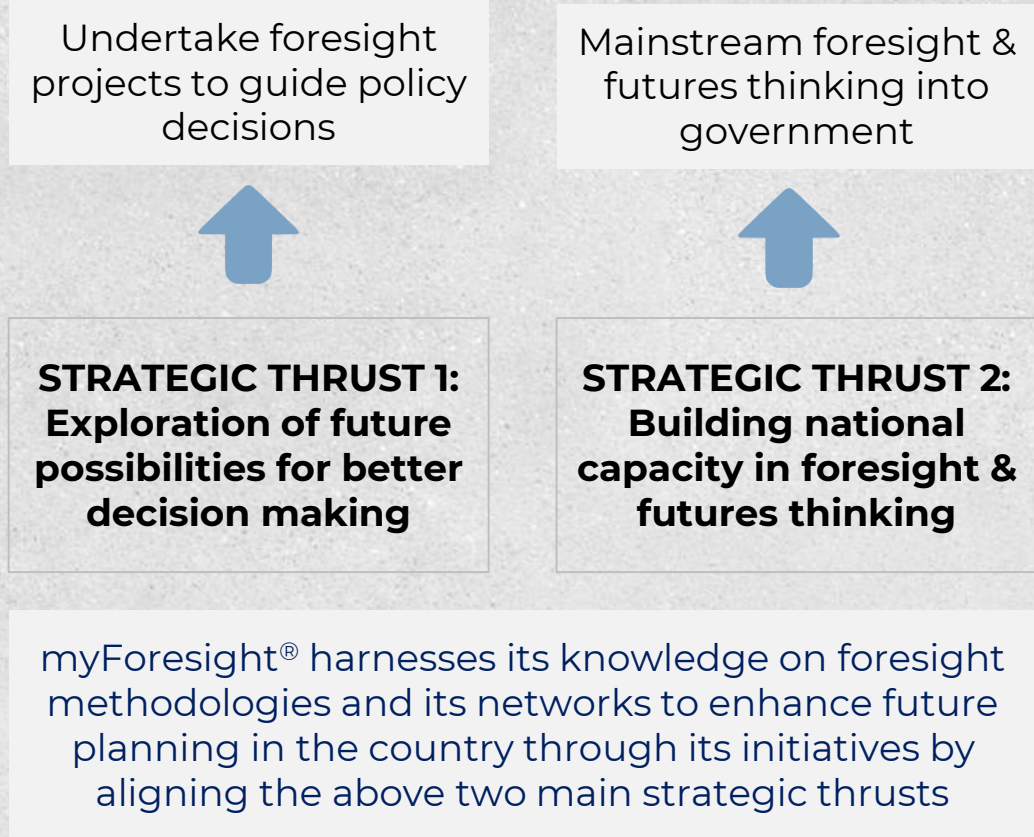 Undertake foresight
projects to guide policy
decisions
Mainstream foresight &
futures thinking into
government
STRATEGIC THRUST 1:
Exploration of future
possibilities for better
decision making
STRATEGIC THRUST 2:
Building national
capacity in foresight &
futures thinking
myForesight® harnesses its knowledge on foresight
methodologies and its networks to enhance future
planning in the country through its initiatives by
aligning the above two main strategic thrusts